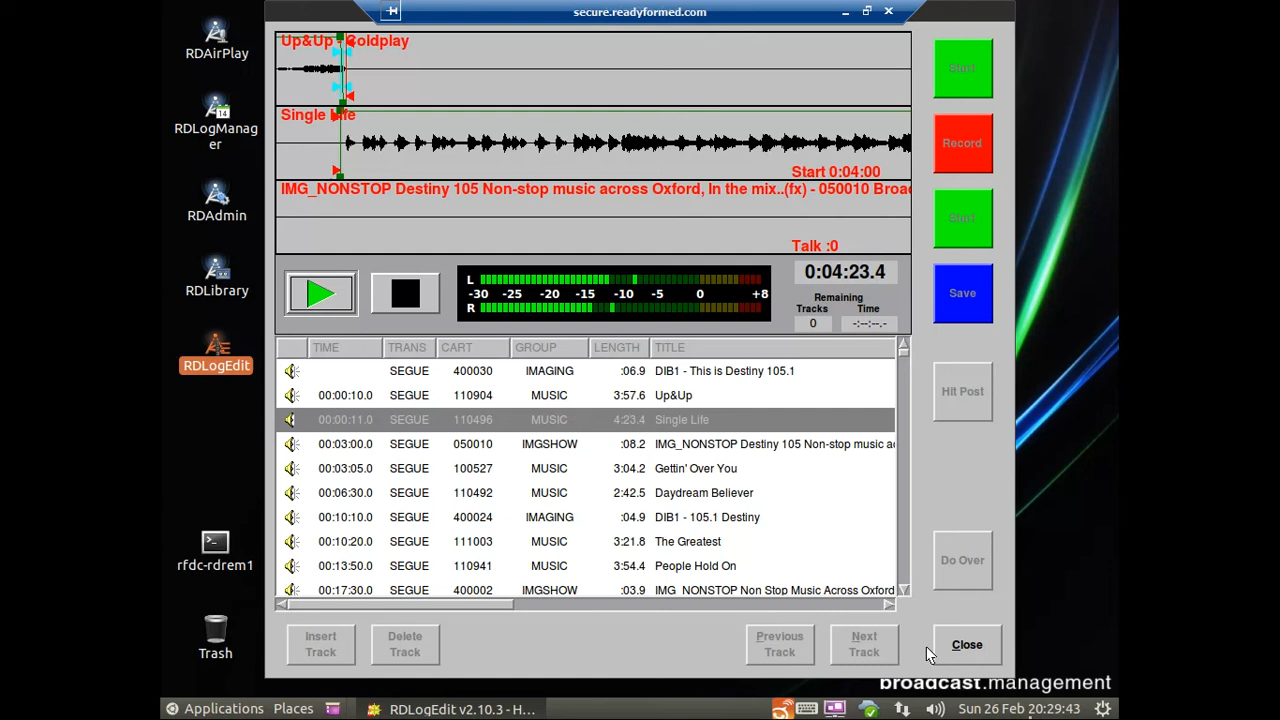 secure.readyformed.com
RDAirPlay
14
RDLogManag
er
RDAdmin
RDLibrary
RDLogEdit
rfdc-rdrem1
Trash
Up&Up - Coldplay
Single Life
Start 0:04:00
IMG_NONSTOP Destiny 105 Non-stop music across Oxford, In the mix..(fx) - 050010 Broa
Talk :0
Start
Record
Start
Save
Hit Post
Do Over
L
-30 -25 -20 -15 -10 -5 0 +8
R
0:04:23.4
Remaining
Tracks Time
0 -:--:--.-
TIME TRANS CART GROUP LENGTH TITLE
SEGUE 400030 IMAGING :06.9 DIB1 - This is Destiny 105.1
00:00:10.0 SEGUE 110904 MUSIC 3:57.6 Up&Up
00:00:11.0 SEGUE 110496 MUSIC 4:23.4 Single Life
00:03:00.0 SEGUE 050010 IMGSHOW :08.2 IMG_NONSTOP Destiny 105 Non-stop music a
00:03:05.0 SEGUE 100527 MUSIC 3:04.2 Gettin' Over You
00:06:30.0 SEGUE 110492 MUSIC 2:42.5 Daydream Believer
00:10:10.0 SEGUE 400024 IMAGING :04.9 DIB1 - 105.1 Destiny
00:10:20.0 SEGUE 111003 MUSIC 3:21.8 The Greatest
00:13:50.0 SEGUE 110941 MUSIC 3:54.4 People Hold On
00:17:30.0 SEGUE 400002 IMGSHOW :03.9 IMG_NONSTOP Non Stop Music Across Oxford
Insert
Track
Delete
Track
Previous
Track
Next
Track
Close
broadcast.management
Applications Places RDLogEdit v2.10.3 - H... Sun 26 Feb 20:29:43